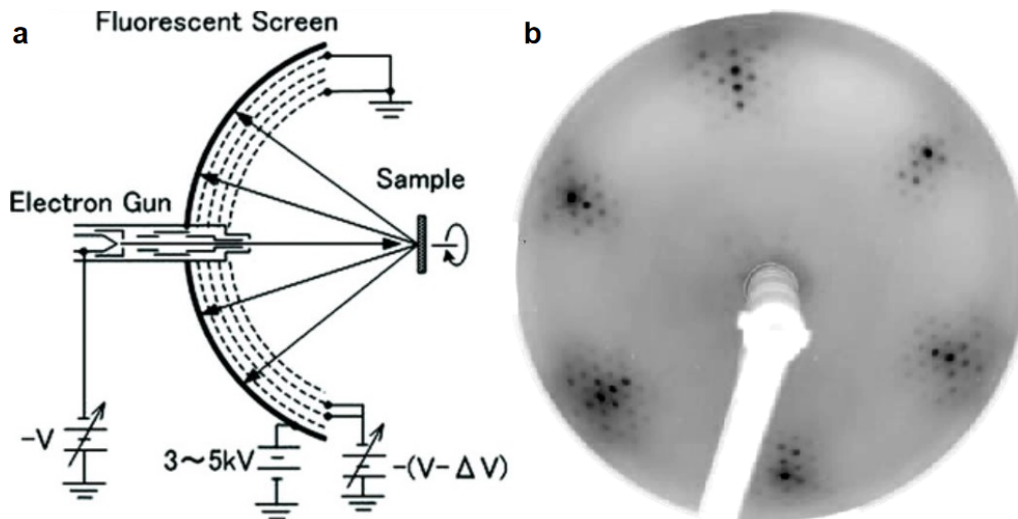 a
Fluorescent Screen
b
Sample
Electron Gun
-V
3～5kV
-(V-ΔV)